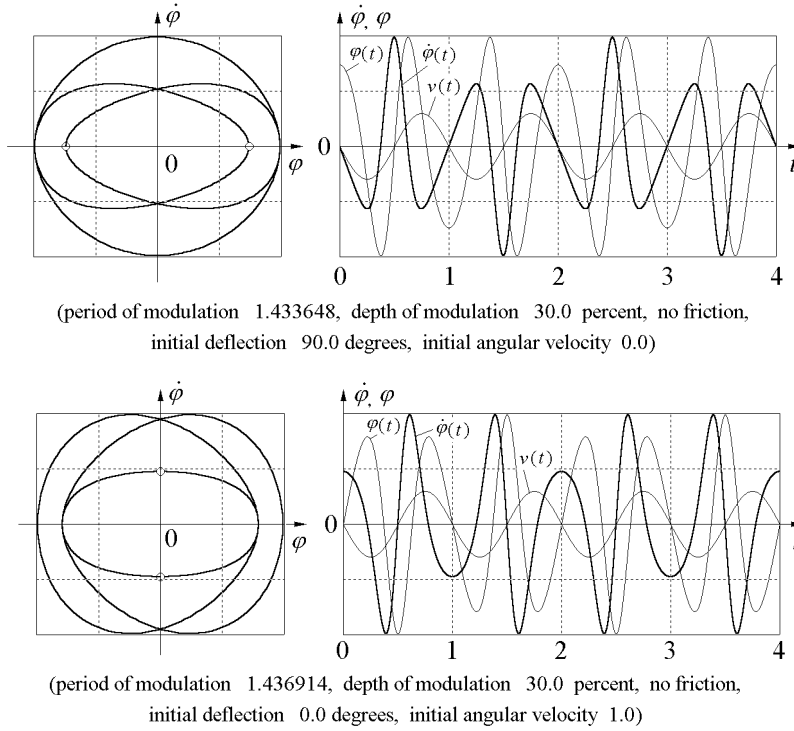 φ̇
φ̇, φ
φ(t)
φ̇(t)
v(t)
0
φ
0
t
0 1 2 3 4
(period of modulation 1.433648, depth of modulation 30.0 percent, no friction,
initial deflection 90.0 degrees, initial angular velocity 0.0)
φ̇
φ̇, φ
φ(t)
φ̇(t)
v(t)
0
φ
0
0 1 2 3 4
(period of modulation 1.436914, depth of modulation 30.0 percent, no friction,
initial deflection 0.0 degrees, initial angular velocity 1.0)